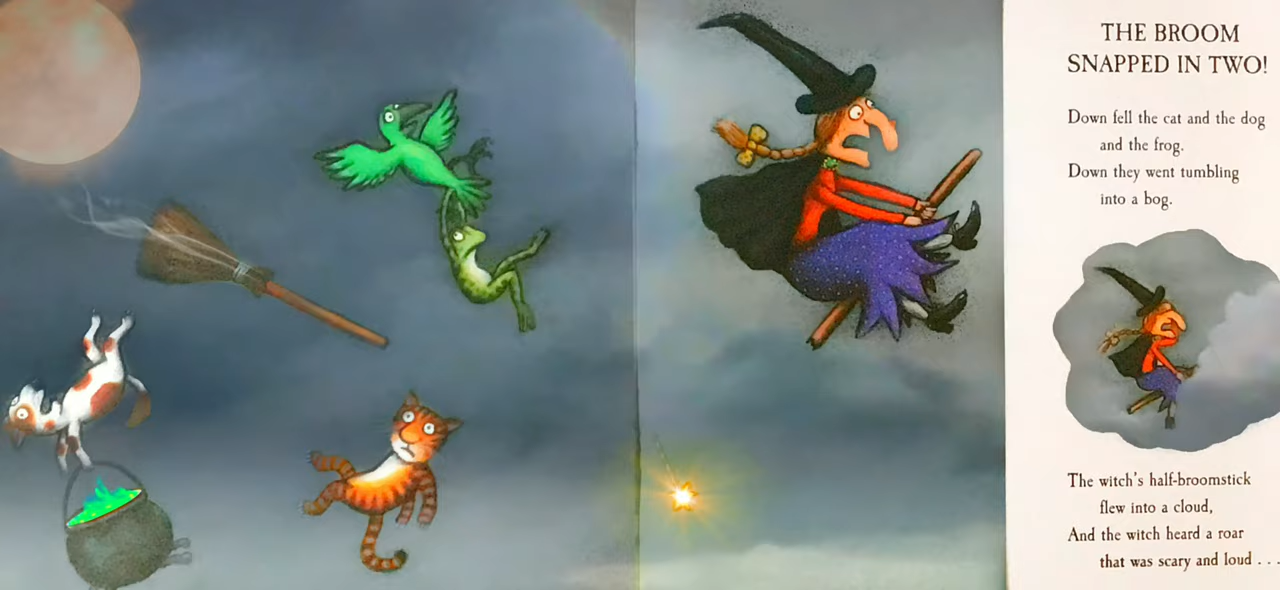 THE BROOM
SNAPPED IN TWO!
Down fell the cat and the dog
and the frog.
Down they went tumbling
into a bog.
The witch's half-broomstick
flew into a cloud,
And the witch heard a roar
that was scary and loud . . .